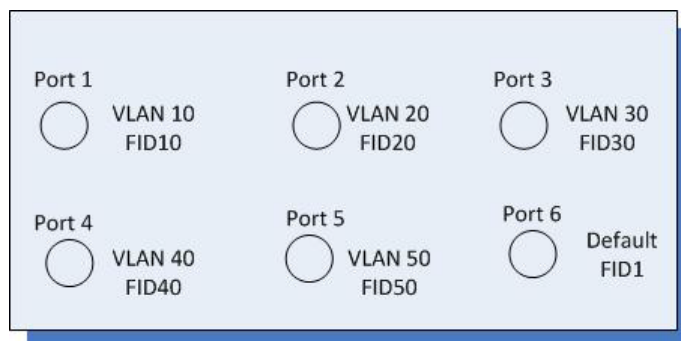 Port 1
VLAN 10
FID10
Port 2
VLAN 20
FID20
Port 3
VLAN 30
FID30
Port 4
VLAN 40
FID40
Port 5
VLAN 50
FID50
Port 6
Default
FID1